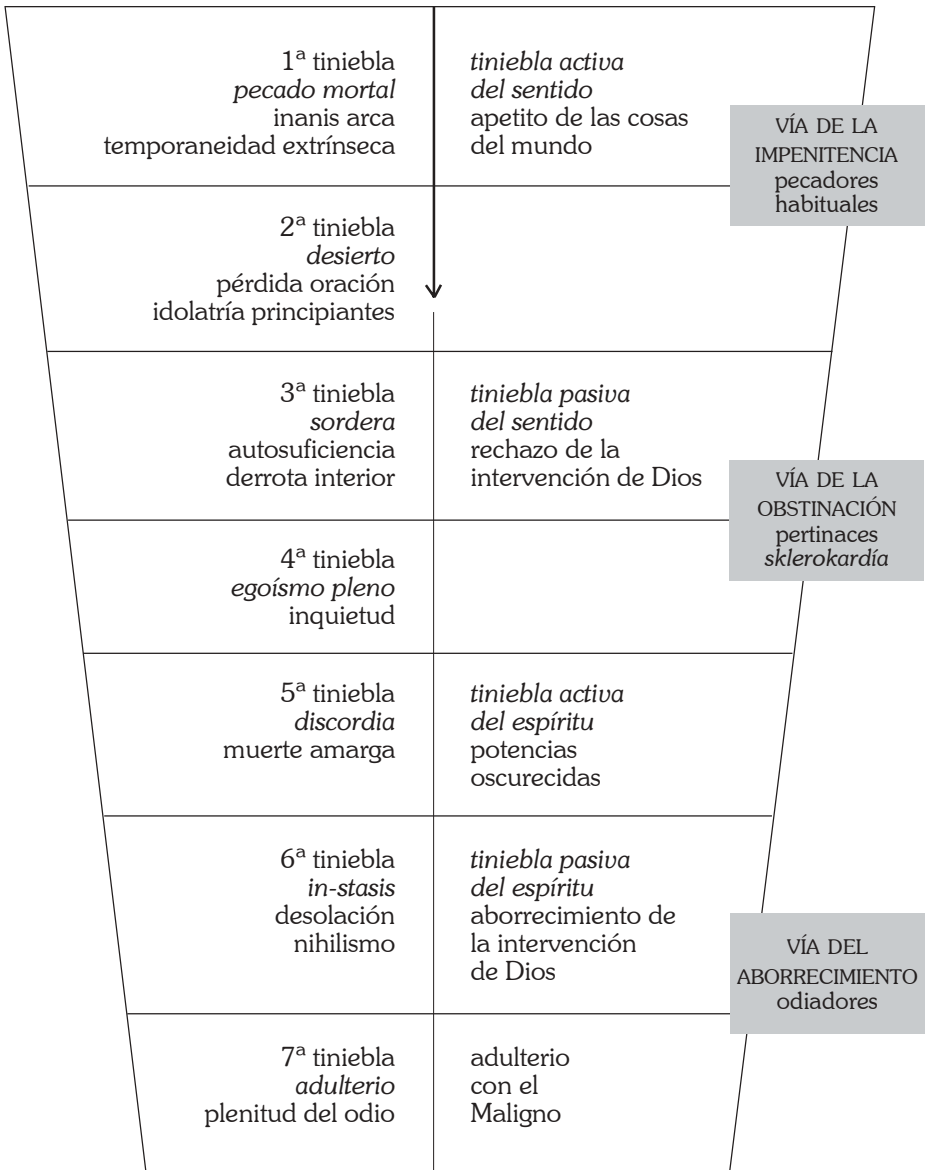 1ª tiniebla
pecado mortal
inanis arca
temporaneidad extrínseca
tiniebla activa
del sentido
apetito de las cosas
del mundo
VÍA DE LA
IMPENITENCIA
pecadores
habituales
2ª tiniebla
desierto
pérdida oración
idolatría principiantes
3ª tiniebla
sordera
autosuficiencia
derrota interior
tiniebla pasiva
del sentido
rechazo de la
intervención de Dios
VÍA DE LA
OBSTINACIÓN
pertinaces
sklerokardía
4ª tiniebla
egoísmo pleno
inquietud
5ª tiniebla
discordia
muerte amarga
tiniebla activa
del espíritu
potencias
oscurecidas
6ª tiniebla
in-stasis
desolación
nihilismo
tiniebla pasiva
del espíritu
aborrecimiento de
la intervención
de Dios
VÍA DEL
ABORRECIMIENTO
odiadores
7ª tiniebla
adulterio
plenitud del odio
adulterio
con el
Maligno